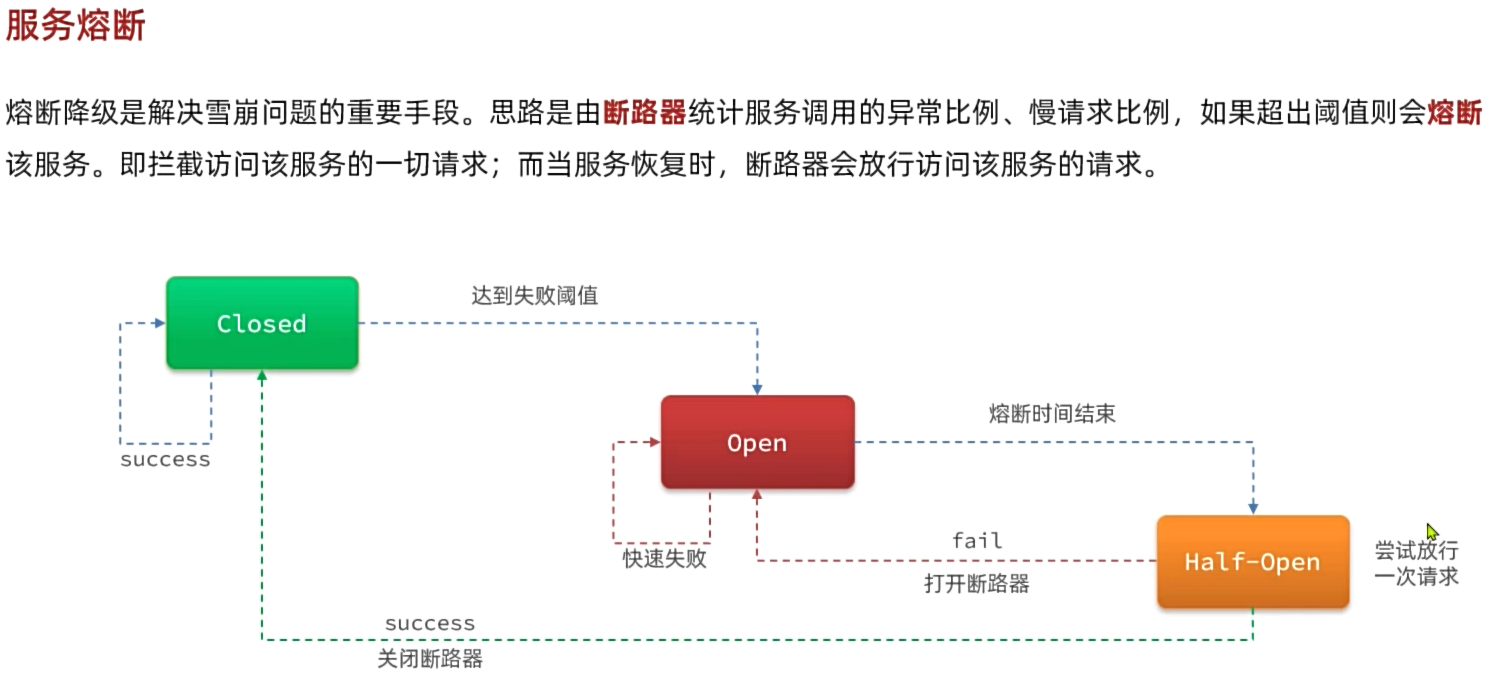 服务熔断
熔断降级是解决雪崩问题的重要手段。思路是由断路器统计服务调用的异常比例、慢请求比例，如果超出阈值则会熔断
该服务。即拦截访问该服务的一切请求；而当服务恢复时，断路器会放行访问该服务的请求。
达到失败阈值
Closed
熔断时间结束
Open
success
fail
尝试放行
一次请求
Half-Open
快速失败
打开断路器
success
关闭断路器